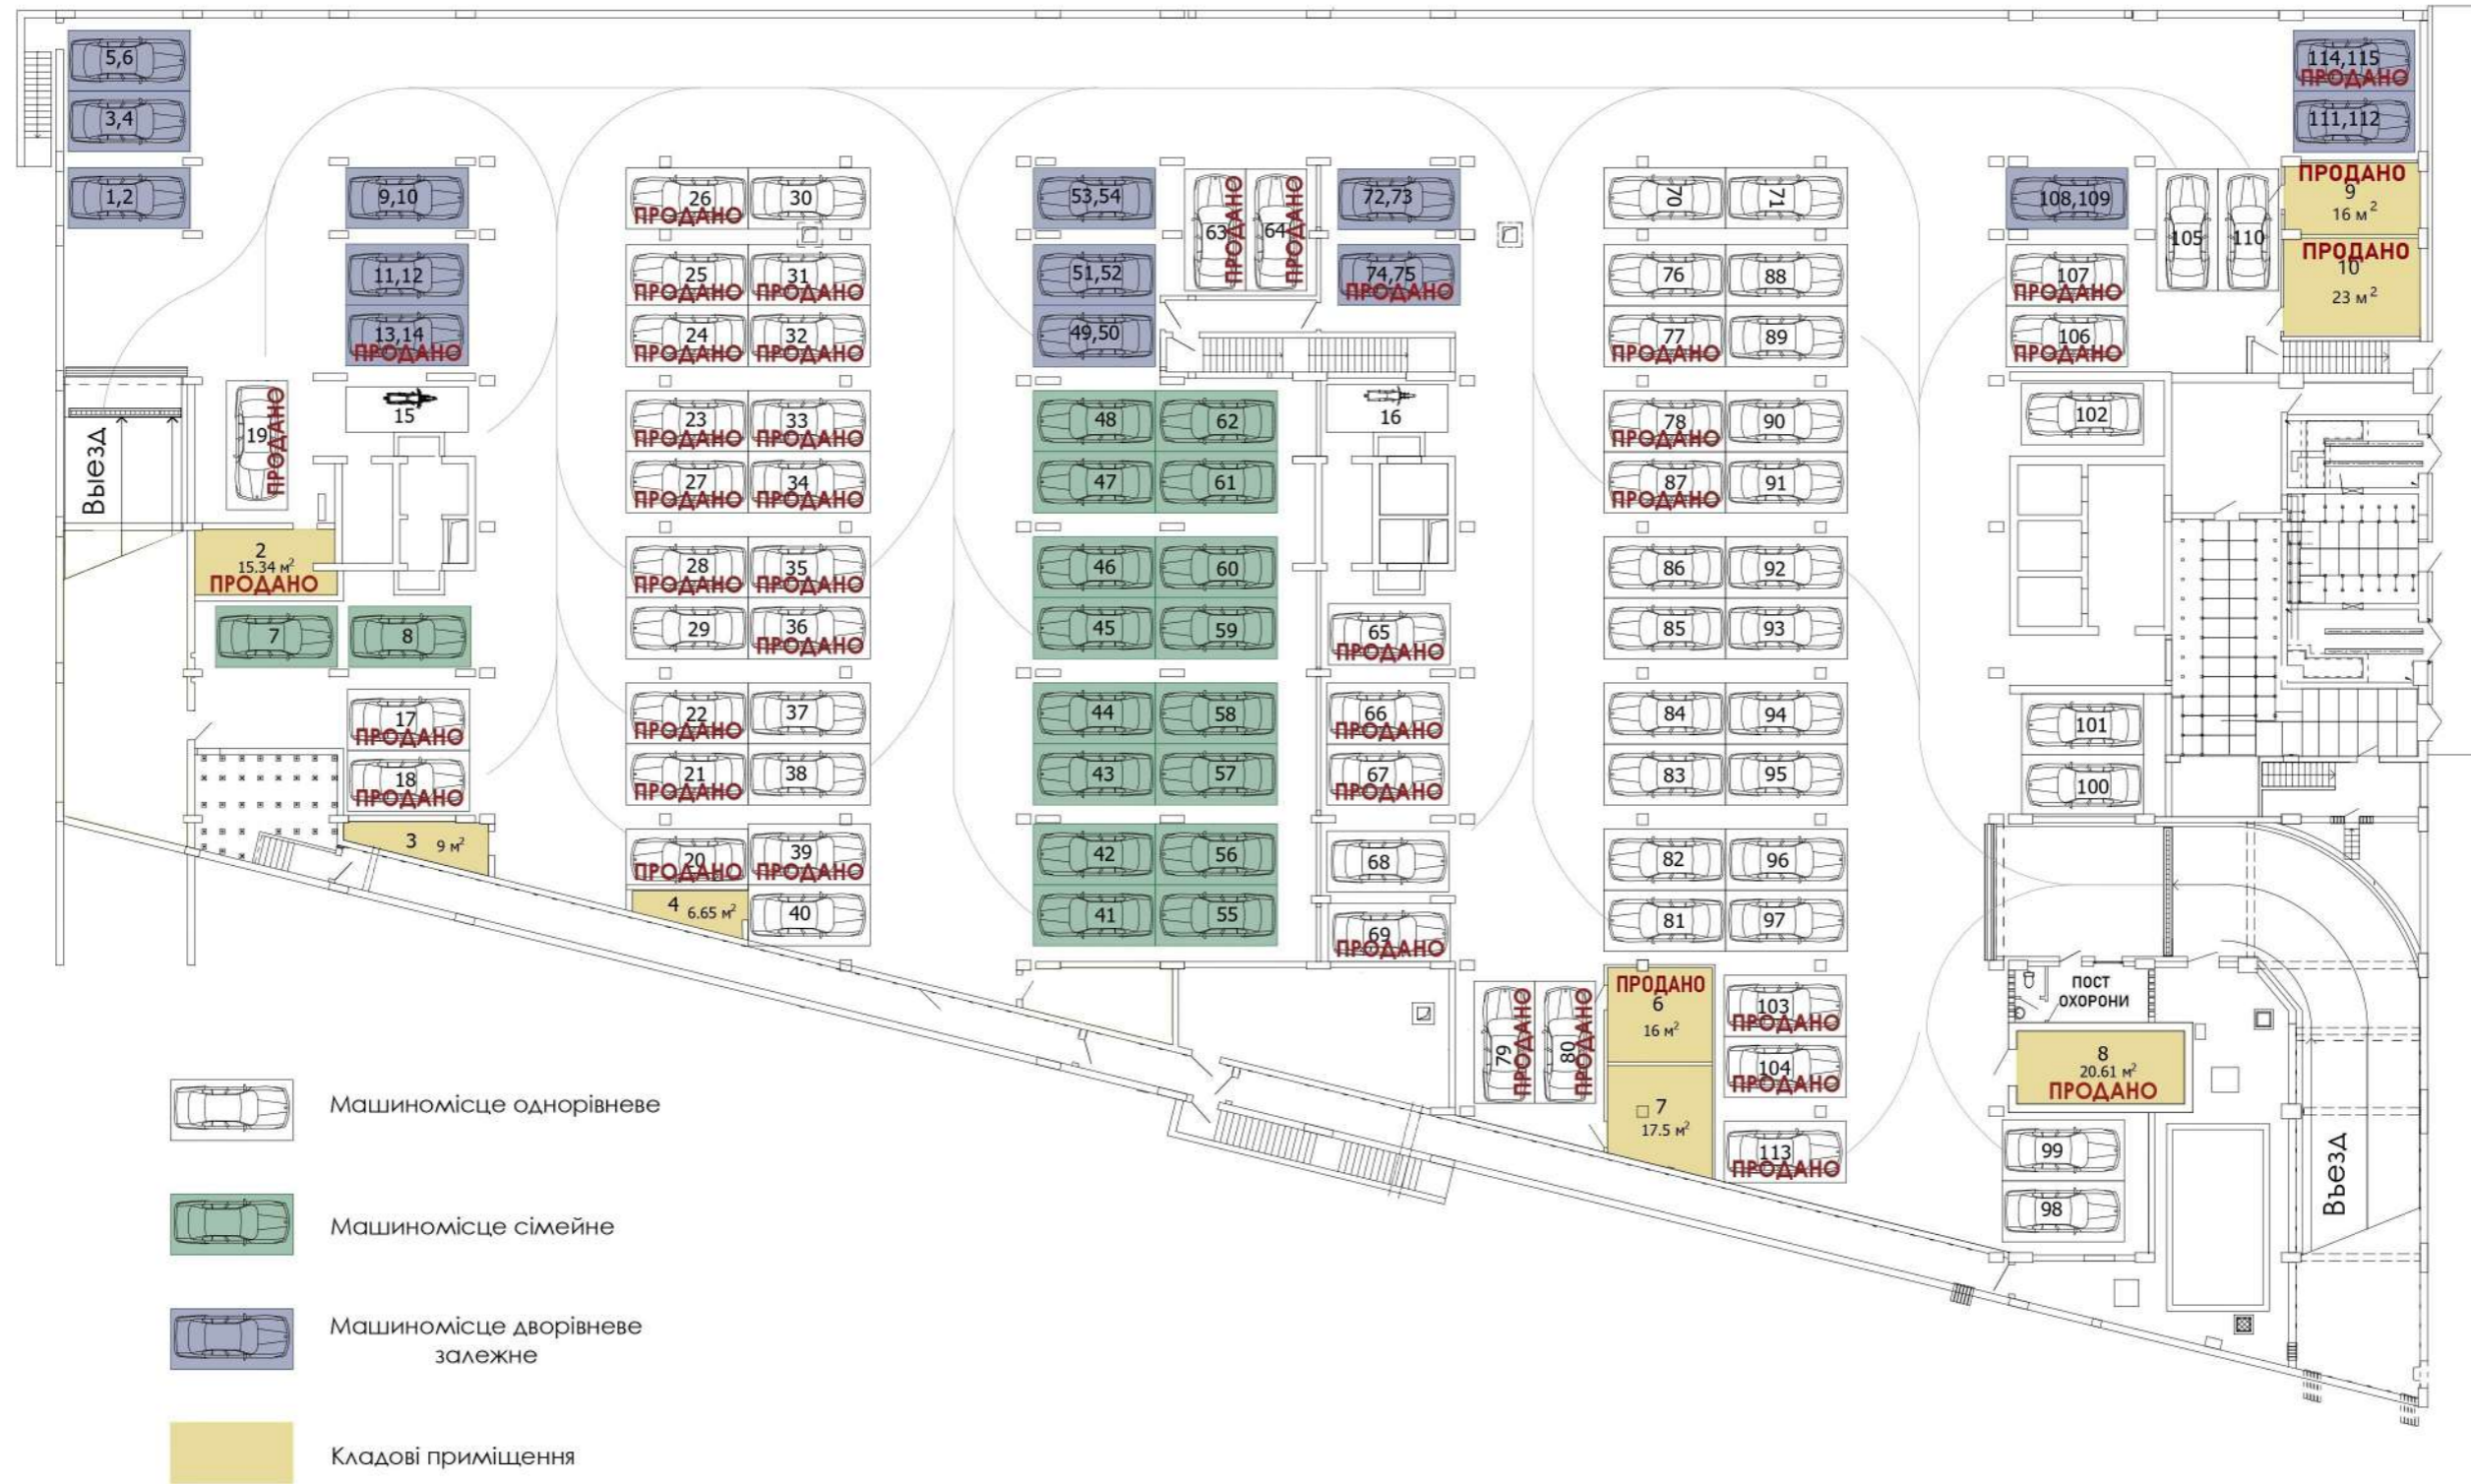 5,6
3,4
1,2
9,10
11,12
13,14
ПРОДАНО
19
ПРОДАНО
15
Выезд
2
15.34 м²
ПРОДАНО
7
8
17
ПРОДАНО
18
ПРОДАНО
3 9 м²
26
ПРОДАНО
30
25
ПРОДАНО
31
ПРОДАНО
24
ПРОДАНО
32
ПРОДАНО
23
ПРОДАНО
33
ПРОДАНО
27
ПРОДАНО
34
ПРОДАНО
28
ПРОДАНО
35
ПРОДАНО
29
36
ПРОДАНО
22
ПРОДАНО
37
21
ПРОДАНО
38
20
ПРОДАНО
39
ПРОДАНО
4 6.65 м²
40
53,54
51,52
49,50
63
ПРОДАНО
64
ПРОДАНО
72,73
74,75
ПРОДАНО
48
62
47
61
46
60
45
59
44
58
43
57
42
56
41
55
16
65
ПРОДАНО
66
ПРОДАНО
67
ПРОДАНО
68
69
ПРОДАНО
70
71
76
88
77
ПРОДАНО
89
78
ПРОДАНО
90
87
ПРОДАНО
91
86
92
85
93
84
94
83
95
82
96
81
97
79
ПРОДАНО
80
ПРОДАНО
ПРОДАНО
6
16 м²
7
17.5 м²
103
ПРОДАНО
104
ПРОДАНО
113
ПРОДАНО
114,115
ПРОДАНО
111,112
108,109
105
110
ПРОДАНО
9
16 м²
ПРОДАНО
10
23 м²
107
ПРОДАНО
106
ПРОДАНО
102
101
100
ПОСТ
ОХОРОНИ
8
20.61 м²
ПРОДАНО
99
98
Въезд
Машиномісце однорівневе
Машиномісце сімейне
Машиномісце дворівневе
залежне
Кладові приміщення